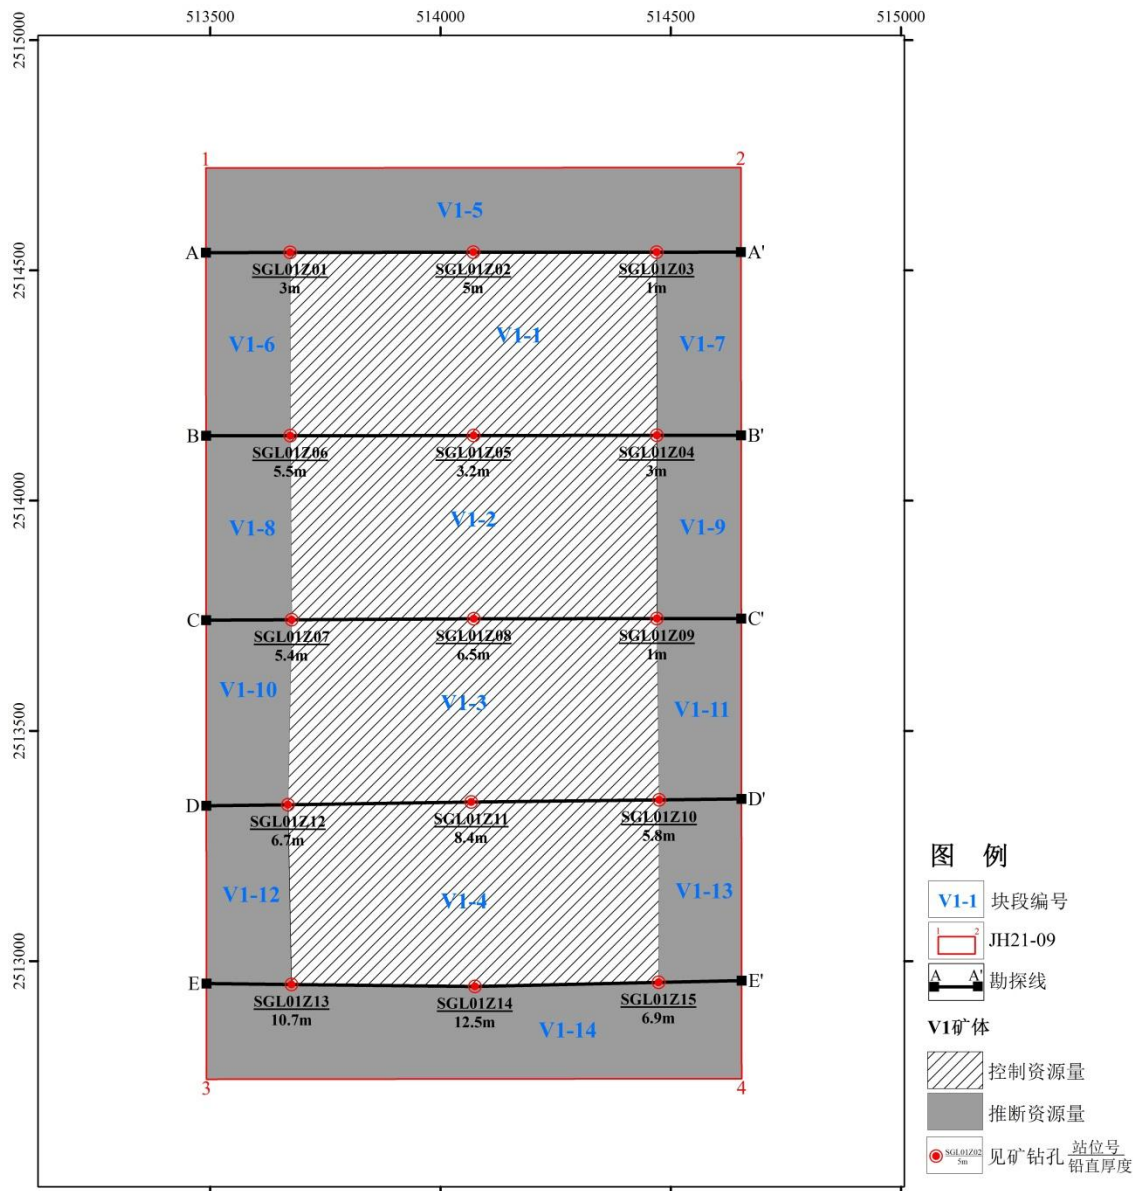 513500 514000 514500 515000
2515000
1 2
V1-5
A A'
2514500
SGL01Z01 SGL01Z02 SGL01Z03
3m 5m 1m
V1-6 V1-1 V1-7
B B'
SGL01Z06 SGL01Z05 SGL01Z04
5.5m 3.2m 3m
2514000
V1-8 V1-2 V1-9
C C'
SGL01Z07 SGL01Z08 SGL01Z09
5.4m 6.5m 1m
V1-10 V1-3 V1-11
2513500
D D'
SGL01Z12 SGL01Z11 SGL01Z10
6.7m 8.4m 5.8m
V1-12 V1-4 V1-13
2513000
E E'
SGL01Z13 SGL01Z14 SGL01Z15
10.7m 12.5m 6.9m
V1-14
3 4
图 例
V1-1 块段编号
1 2 JH21-09
A A' 勘探线
V1矿体
控制资源量
推断资源量
SGL01Z02 5m 见矿钻孔 站位号
铅直厚度